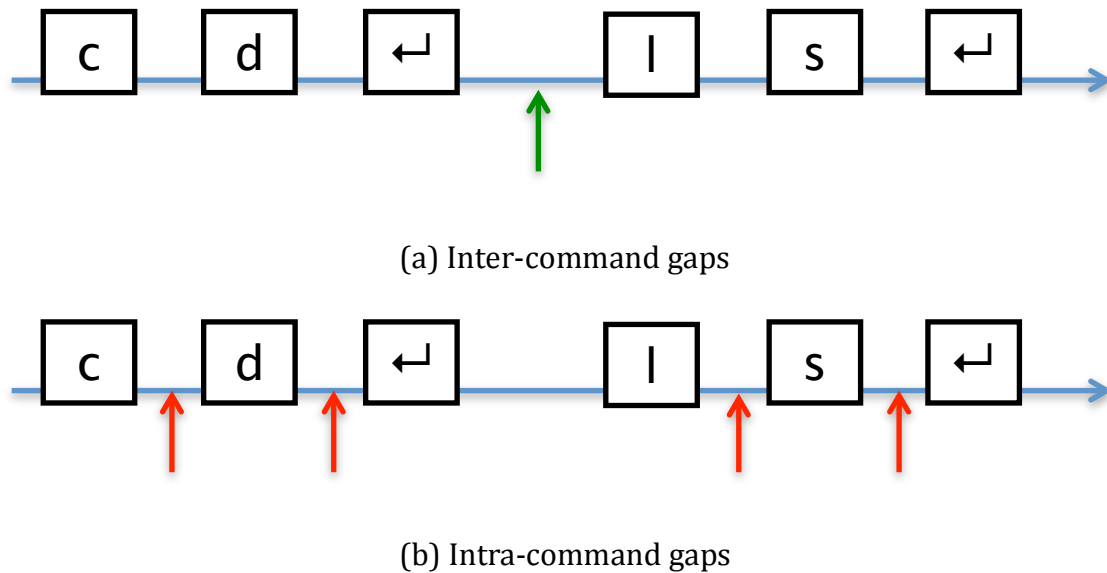 c d ↵ l s ↵
(a) Inter-command gaps
c d ↵ l s ↵
(b) Intra-command gaps